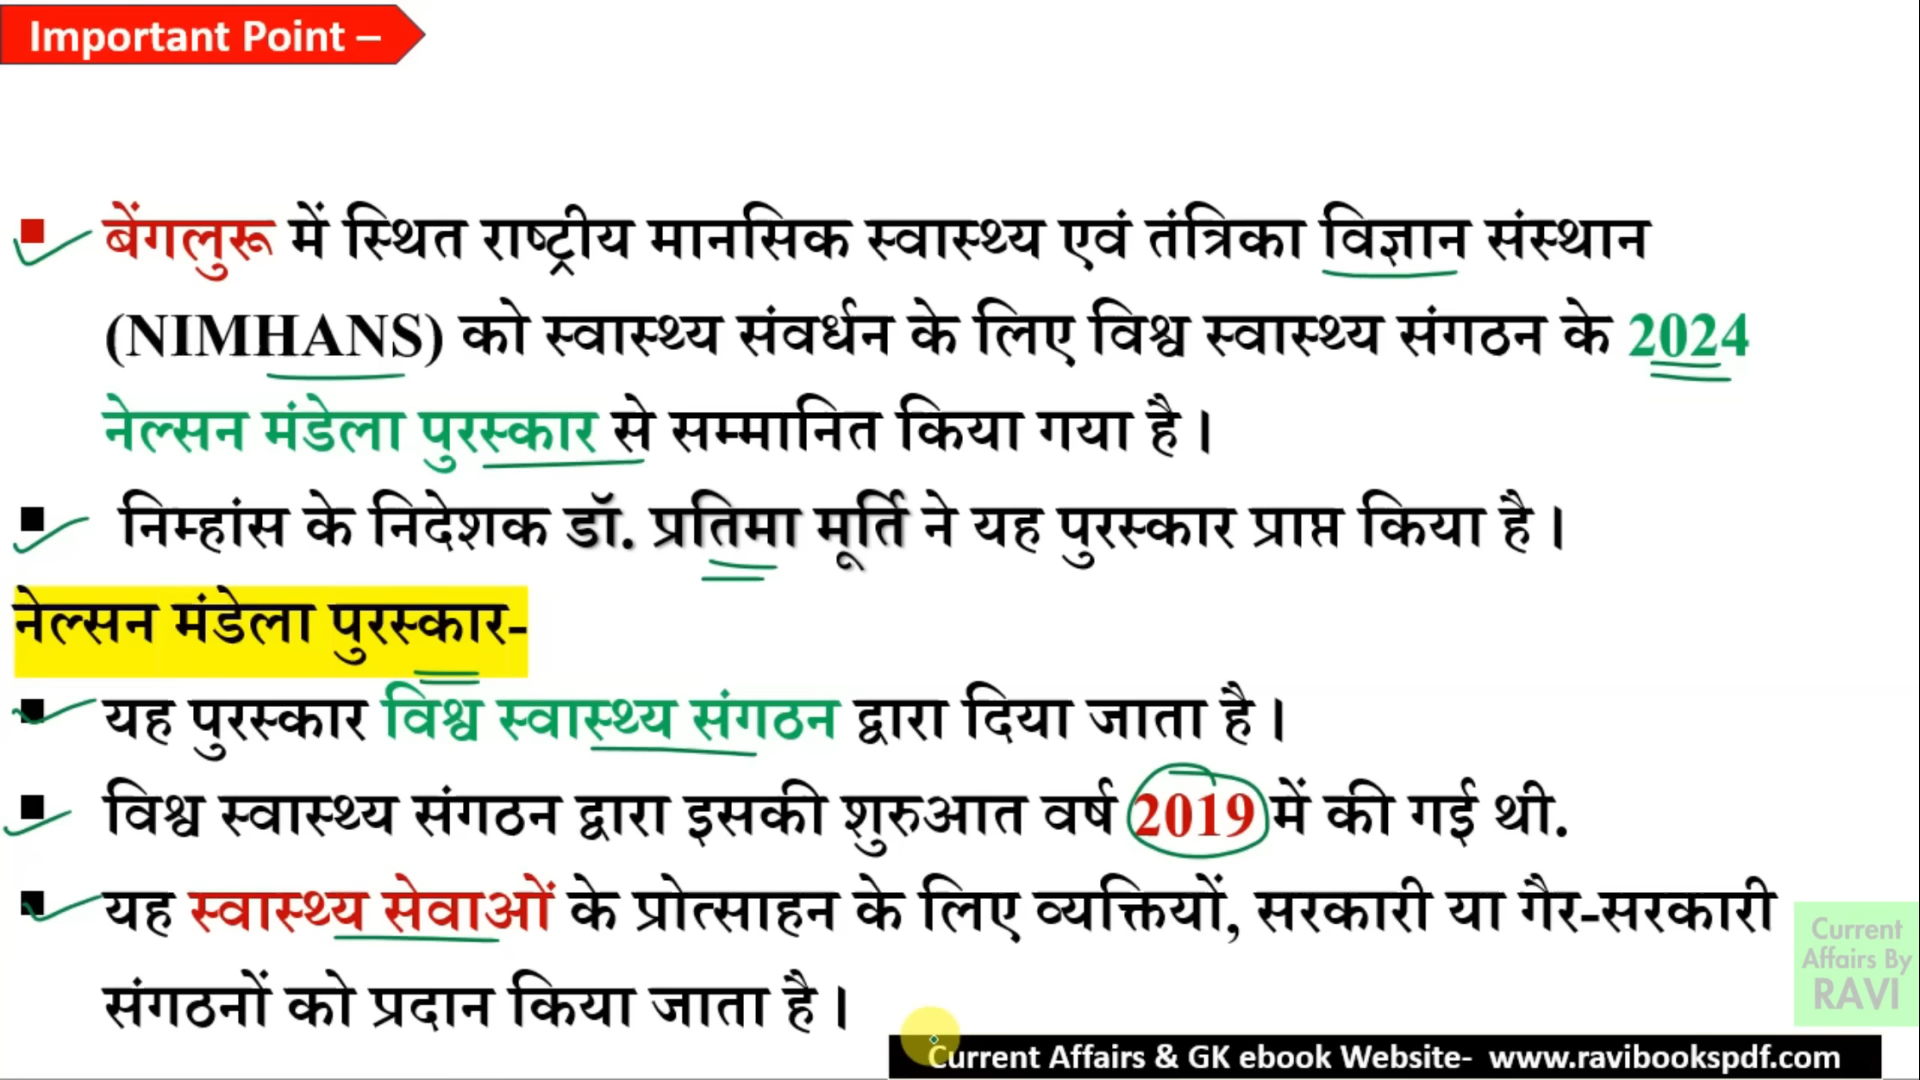 Important Point –
बेंगलुरू में स्थित राष्ट्रीय मानसिक स्वास्थ्य एवं तंत्रिका विज्ञान संस्थान
(NIMHANS) को स्वास्थ्य संवर्धन के लिए विश्व स्वास्थ्य संगठन के 2024
नेल्सन मंडेला पुरस्कार से सम्मानित किया गया है।
निम्हांस के निदेशक डॉ. प्रतिमा मूर्ति ने यह पुरस्कार प्राप्त किया है।
नेल्सन मंडेला पुरस्कार-
यह पुरस्कार विश्व स्वास्थ्य संगठन द्वारा दिया जाता है।
विश्व स्वास्थ्य संगठन द्वारा इसकी शुरुआत वर्ष 2019 में की गई थी.
यह स्वास्थ्य सेवाओं के प्रोत्साहन के लिए व्यक्तियों, सरकारी या गैर-सरकारी
संगठनों को प्रदान किया जाता है।
Current
Affairs By
RAVI
Current Affairs & GK ebook Website- www.ravibookspdf.com